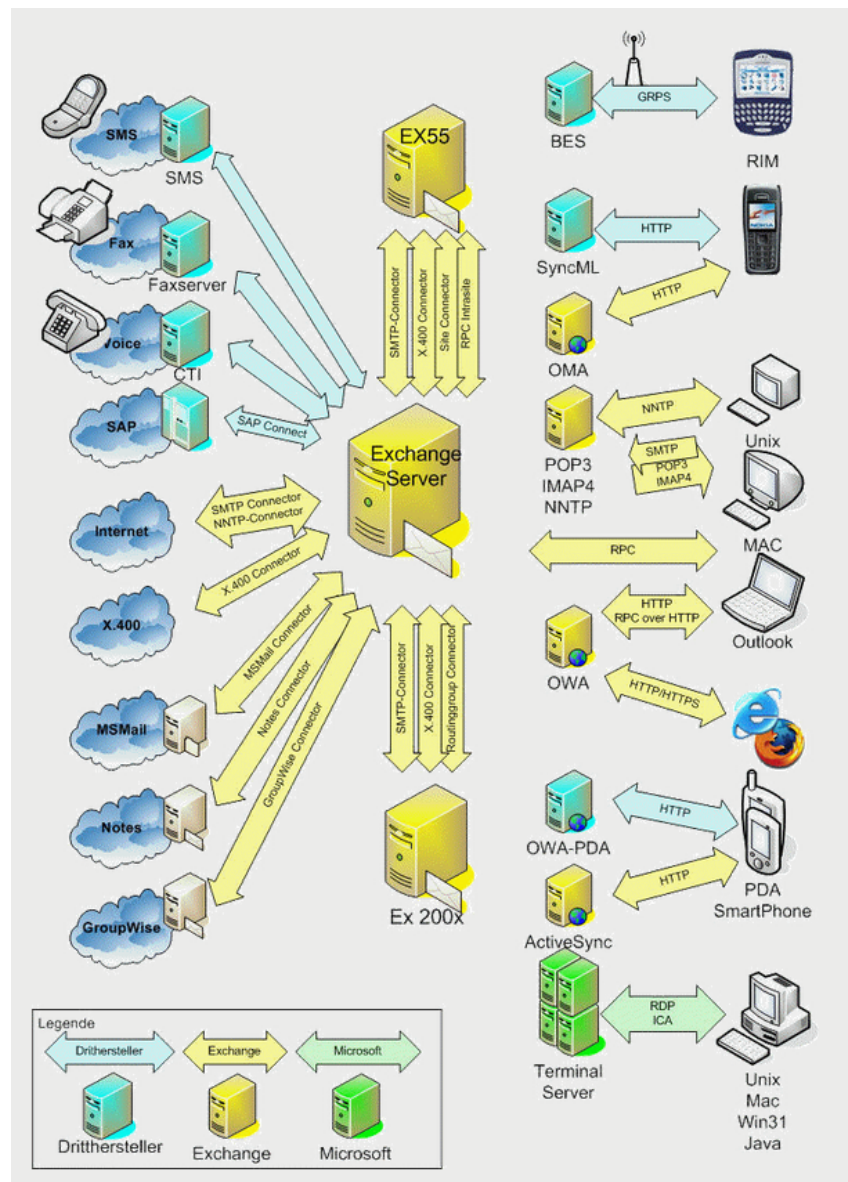 SMS
SMS
Fax
Faxserver
Voice
CTI
SAP
SAP Connect
EX55
SMTP-Connector
X.400 Connector
Site Connector
RPC Intrasite
Exchange
Server
Internet
SMTP Connector
NNTP-Connector
X.400
X.400 Connector
MSMail
MSMail Connector
Notes
Notes Connector
GroupWise
GroupWise Connector
SMTP-Connector
X.400 Connector
Routinggroup Connector
Ex 200x
BES
GRPS
RIM
SyncML
HTTP
NOKIA
OMA
HTTP
POP3
IMAP4
NNTP
NNTP
Unix
SMTP
POP3
IMAP4
MAC
RPC
HTTP
RPC over HTTP
Outlook
OWA
HTTP/HTTPS
OWA-PDA
HTTP
ActiveSync
HTTP
PDA
SmartPhone
Terminal
Server
RDP
ICA
Unix
Mac
Win31
Java
Legende
Drithersteller
Exchange
Microsoft
Dritthersteller
Exchange
Microsoft